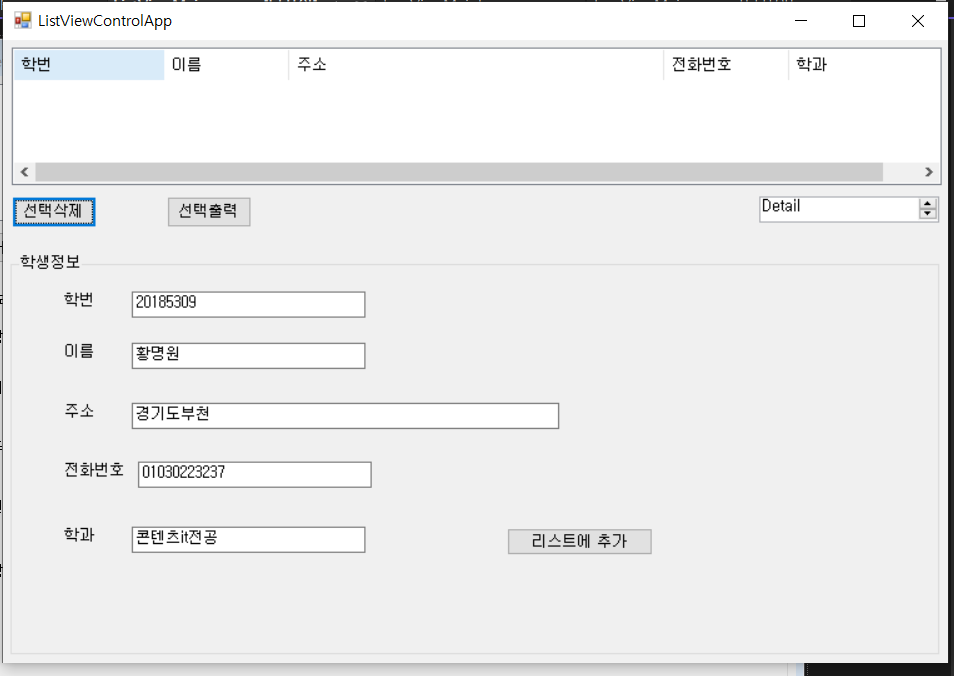 ListViewControlApp
학번 이름 주소 전화번호 학과
선택삭제 선택출력 Detail
학생정보
학번 20185309
이름 황명원
주소 경기도부천
전화번호 01030223237
학과 콘텐츠it전공 리스트에 추가